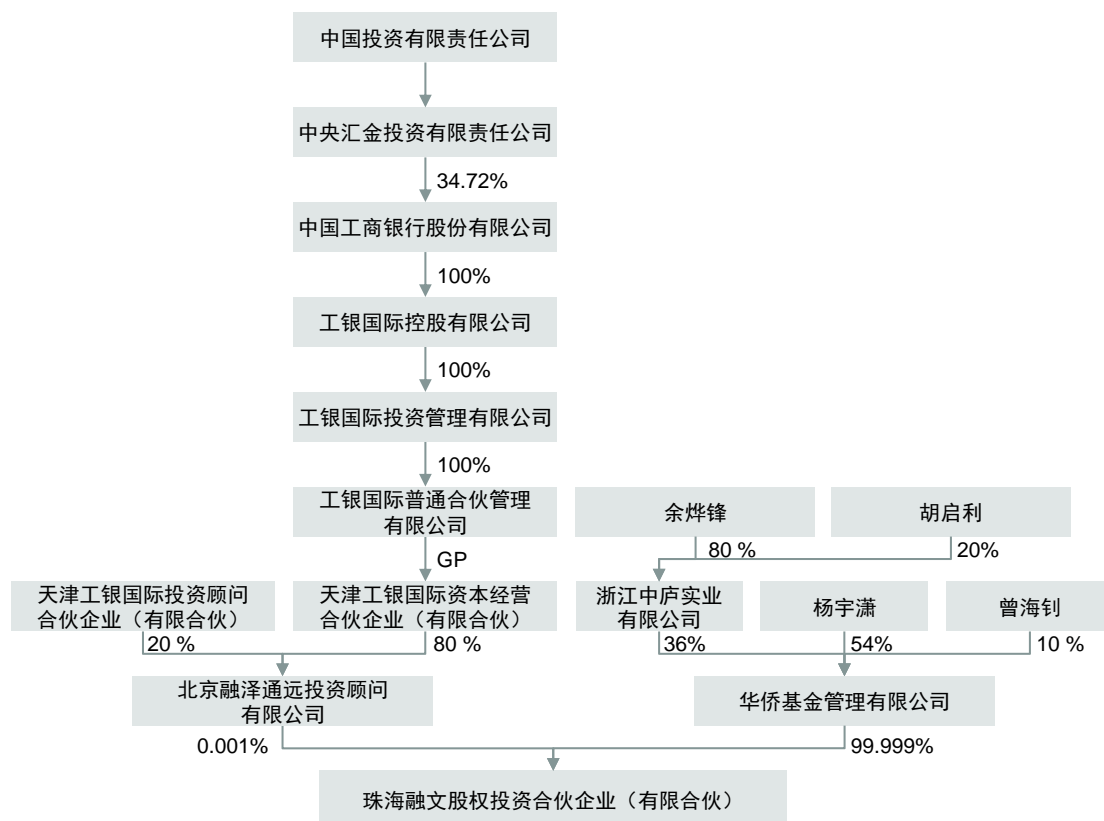 中国投资有限责任公司
中央汇金投资有限责任公司
34.72%
中国工商银行股份有限公司
100%
工银国际控股有限公司
100%
工银国际投资管理有限公司
100%
工银国际普通合伙管理
有限公司
余烨锋
胡启利
GP
80 %
20%
天津工银国际投资顾问
合伙企业（有限合伙）
天津工银国际资本经营
合伙企业（有限合伙）
浙江中庐实业
有限公司
杨宇潇
曾海钊
20 %
80 %
36%
54%
10 %
北京融泽通远投资顾问
有限公司
华侨基金管理有限公司
0.001%
99.999%
珠海融文股权投资合伙企业（有限合伙）